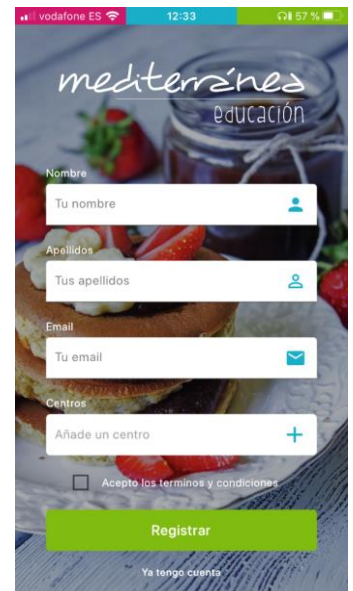 vodafone ES 12:33 57 %
mediterránea
educación
Nombre
Tu nombre
Apellidos
Tus apellidos
Email
Tu email
Centros
Añade un centro
Acepto los terminos y condiciones
Registrar
Ya tengo cuenta